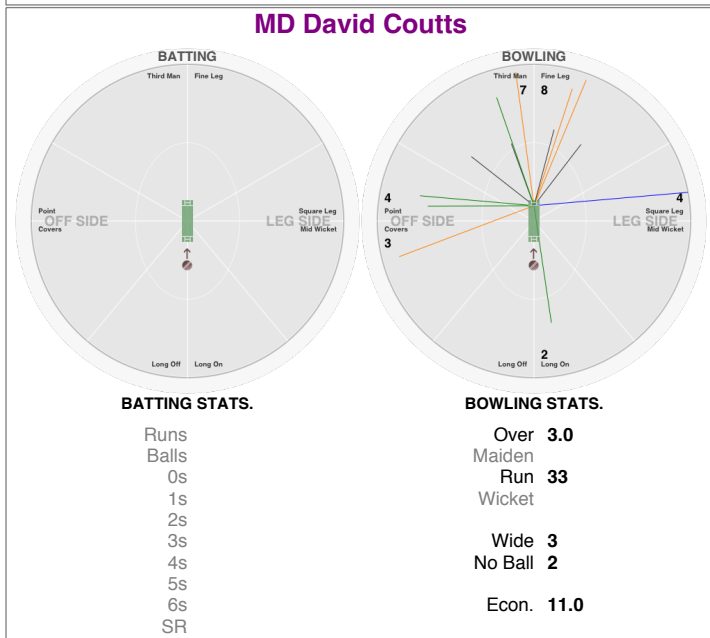 MD David Coutts
BATTING
Third Man Fine Leg
Point
OFF SIDE
Covers
Square Leg
LEG SIDE
Mid Wicket
Long Off Long On
BATTING STATS.
Runs
Balls
0s
1s
2s
3s
4s
5s
6s
SR
BOWLING
Third Man Fine Leg
7 8
4
Point
OFF SIDE
Covers
3
4
Square Leg
LEG SIDE
Mid Wicket
2
Long Off Long On
BOWLING STATS.
Over 3.0
Maiden
Run 33
Wicket
Wide 3
No Ball 2
Econ. 11.0